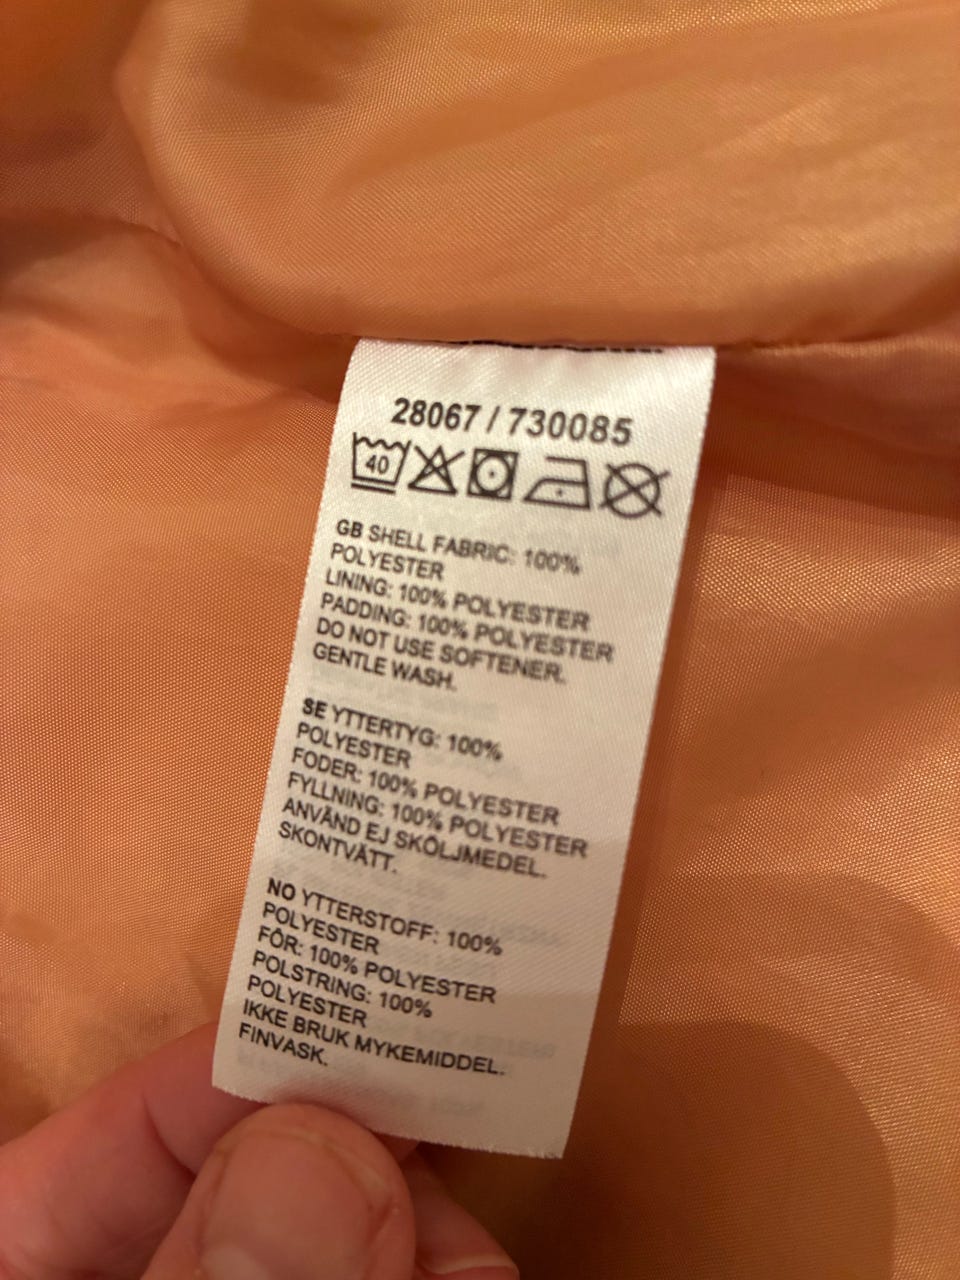 28067 / 730085
40
GB SHELL FABRIC: 100%
POLYESTER
LINING: 100% POLYESTER
PADDING: 100% POLYESTER
DO NOT USE SOFTENER.
GENTLE WASH.
SE YTTERTYG: 100%
POLYESTER
FODER: 100% POLYESTER
FYLLNING: 100% POLYESTER
ANVÄND EJ SKÖLJMEDEL.
SKONTVÄTT.
NO YTTERSTOFF: 100%
POLYESTER
FÔR: 100% POLYESTER
POLSTRING: 100%
POLYESTER
IKKE BRUK MYKEMIDDEL.
FINVASK.